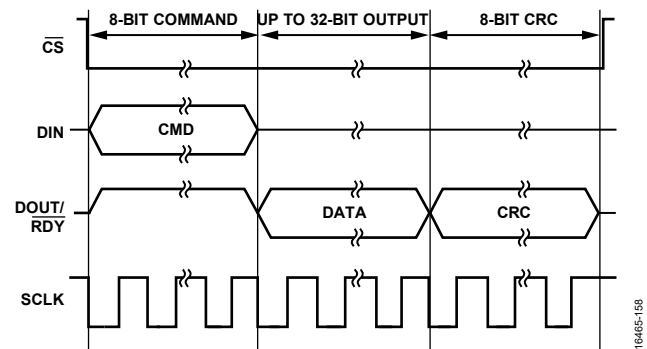 8-BIT COMMAND UP TO 32-BIT OUTPUT 8-BIT CRC
CS
DIN
CMD
DOUT/
RDY
DATA
CRC
SCLK
16465-158